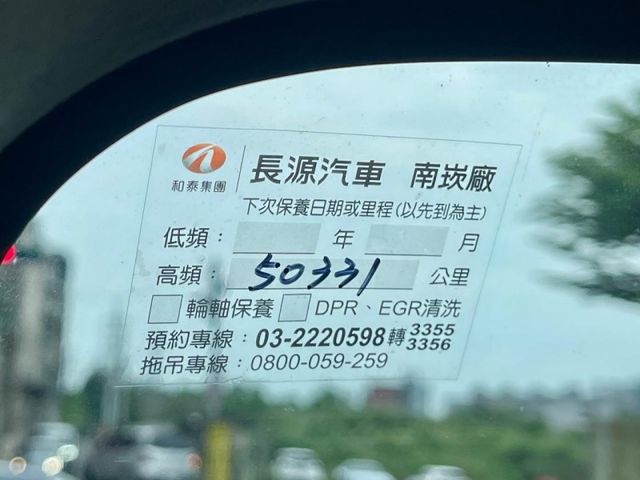 和泰集團
長源汽車 南崁廠
下次保養日期或里程(以先到為主)
低頻： 年 月
高頻： 50331 公里
輪軸保養 DPR、EGR清洗
預約專線：03-2220598轉3355 3356
拖吊專線：0800-059-259